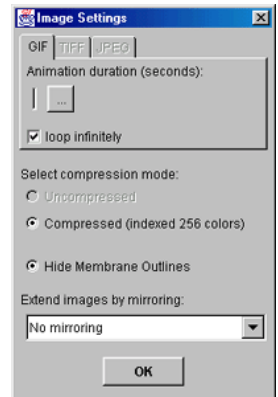 Image Settings
GIF TIFF JPEG
Animation duration (seconds):
...
loop infinitely
Select compression mode:
Uncompressed
Compressed (indexed 256 colors)
Hide Membrane Outlines
Extend images by mirroring:
No mirroring
OK